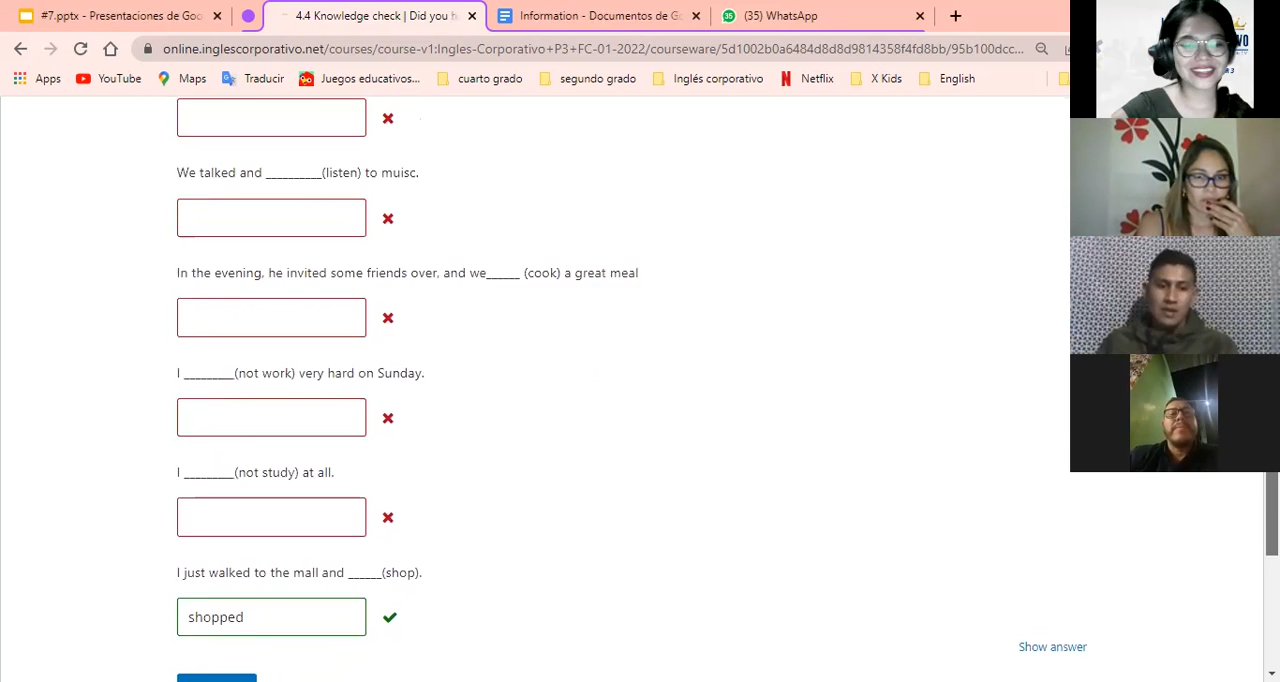 #7.pptx - Presentaciones de Goo
4.4 Knowledge check | Did you h
Information - Documentos de G
(35) WhatsApp
online.inglescorporativo.net/courses/course-v1:Ingles-Corporativo+P3+FC-01-2022/courseware/5d1002b0a6484d8d8d9814358f4fd8bb/95b100dcc...
Apps YouTube Maps Traducir Juegos educativos... cuarto grado segundo grado Inglés corporativo Netflix X Kids English
We talked and __________(listen) to muisc.
In the evening, he invited some friends over, and we______ (cook) a great meal
I _________(not work) very hard on Sunday.
I _________(not study) at all.
I just walked to the mall and ______(shop).
shopped
Show answer